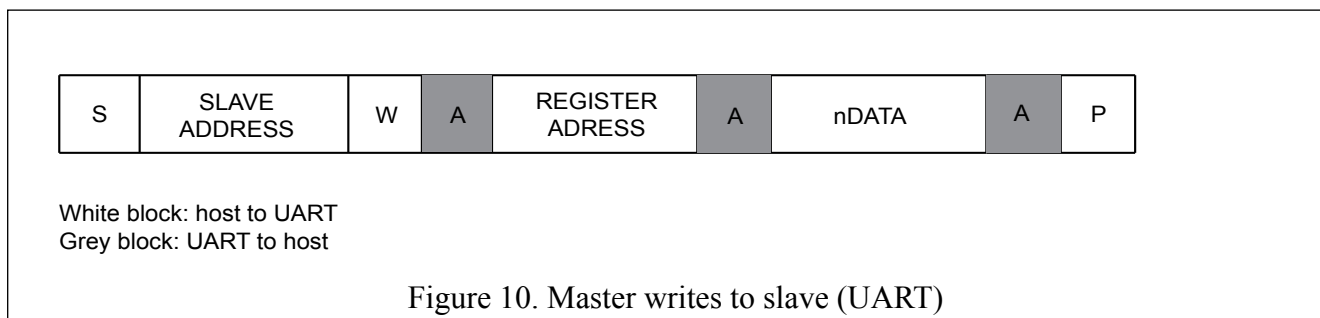 S
SLAVE
ADDRESS
W
A
REGISTER
ADRESS
A
nDATA
A
P
White block: host to UART
Grey block: UART to host
Figure 10. Master writes to slave (UART)